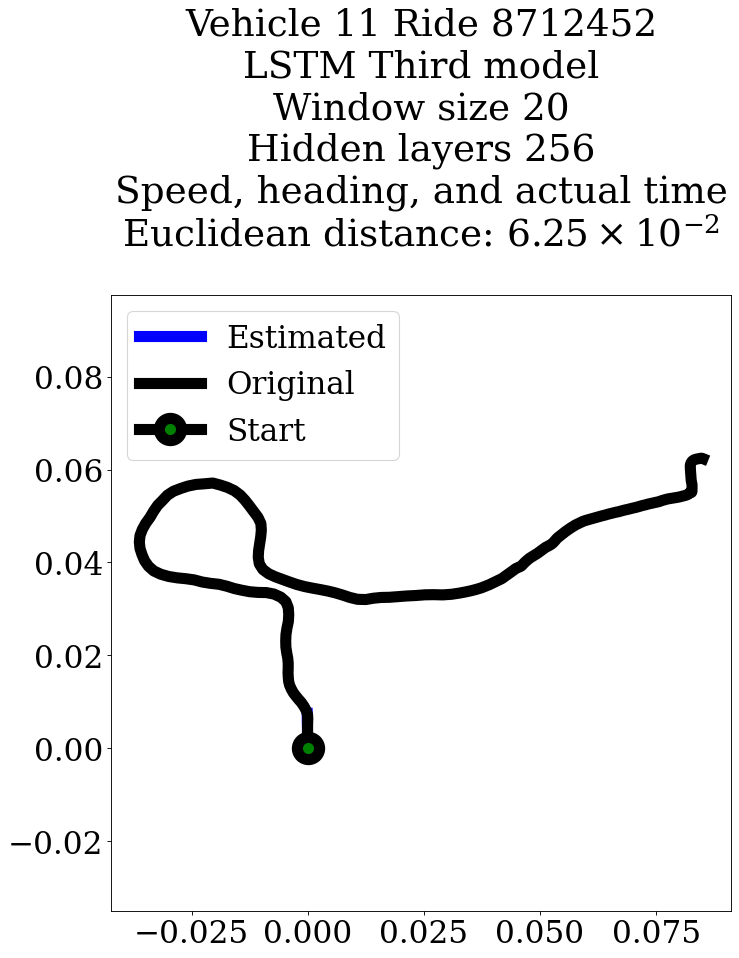 Vehicle 11 Ride 8712452
LSTM Third model
Window size 20
Hidden layers 256
Speed, heading, and actual time
Euclidean distance: 6.25 × 10⁻²
Estimated
Original
Start
0.08
0.06
0.04
0.02
0.00
−0.02
−0.025 0.000 0.025 0.050 0.075